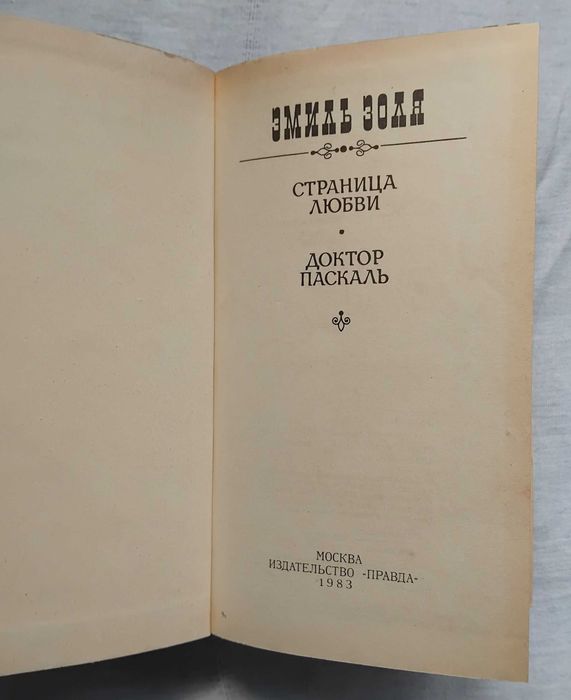 ЭМИЛЬ ЗОЛЯ
СТРАНИЦА
ЛЮБВИ
ДОКТОР
ПАСКАЛЬ
МОСКВА
ИЗДАТЕЛЬСТВО «ПРАВДА»
1983